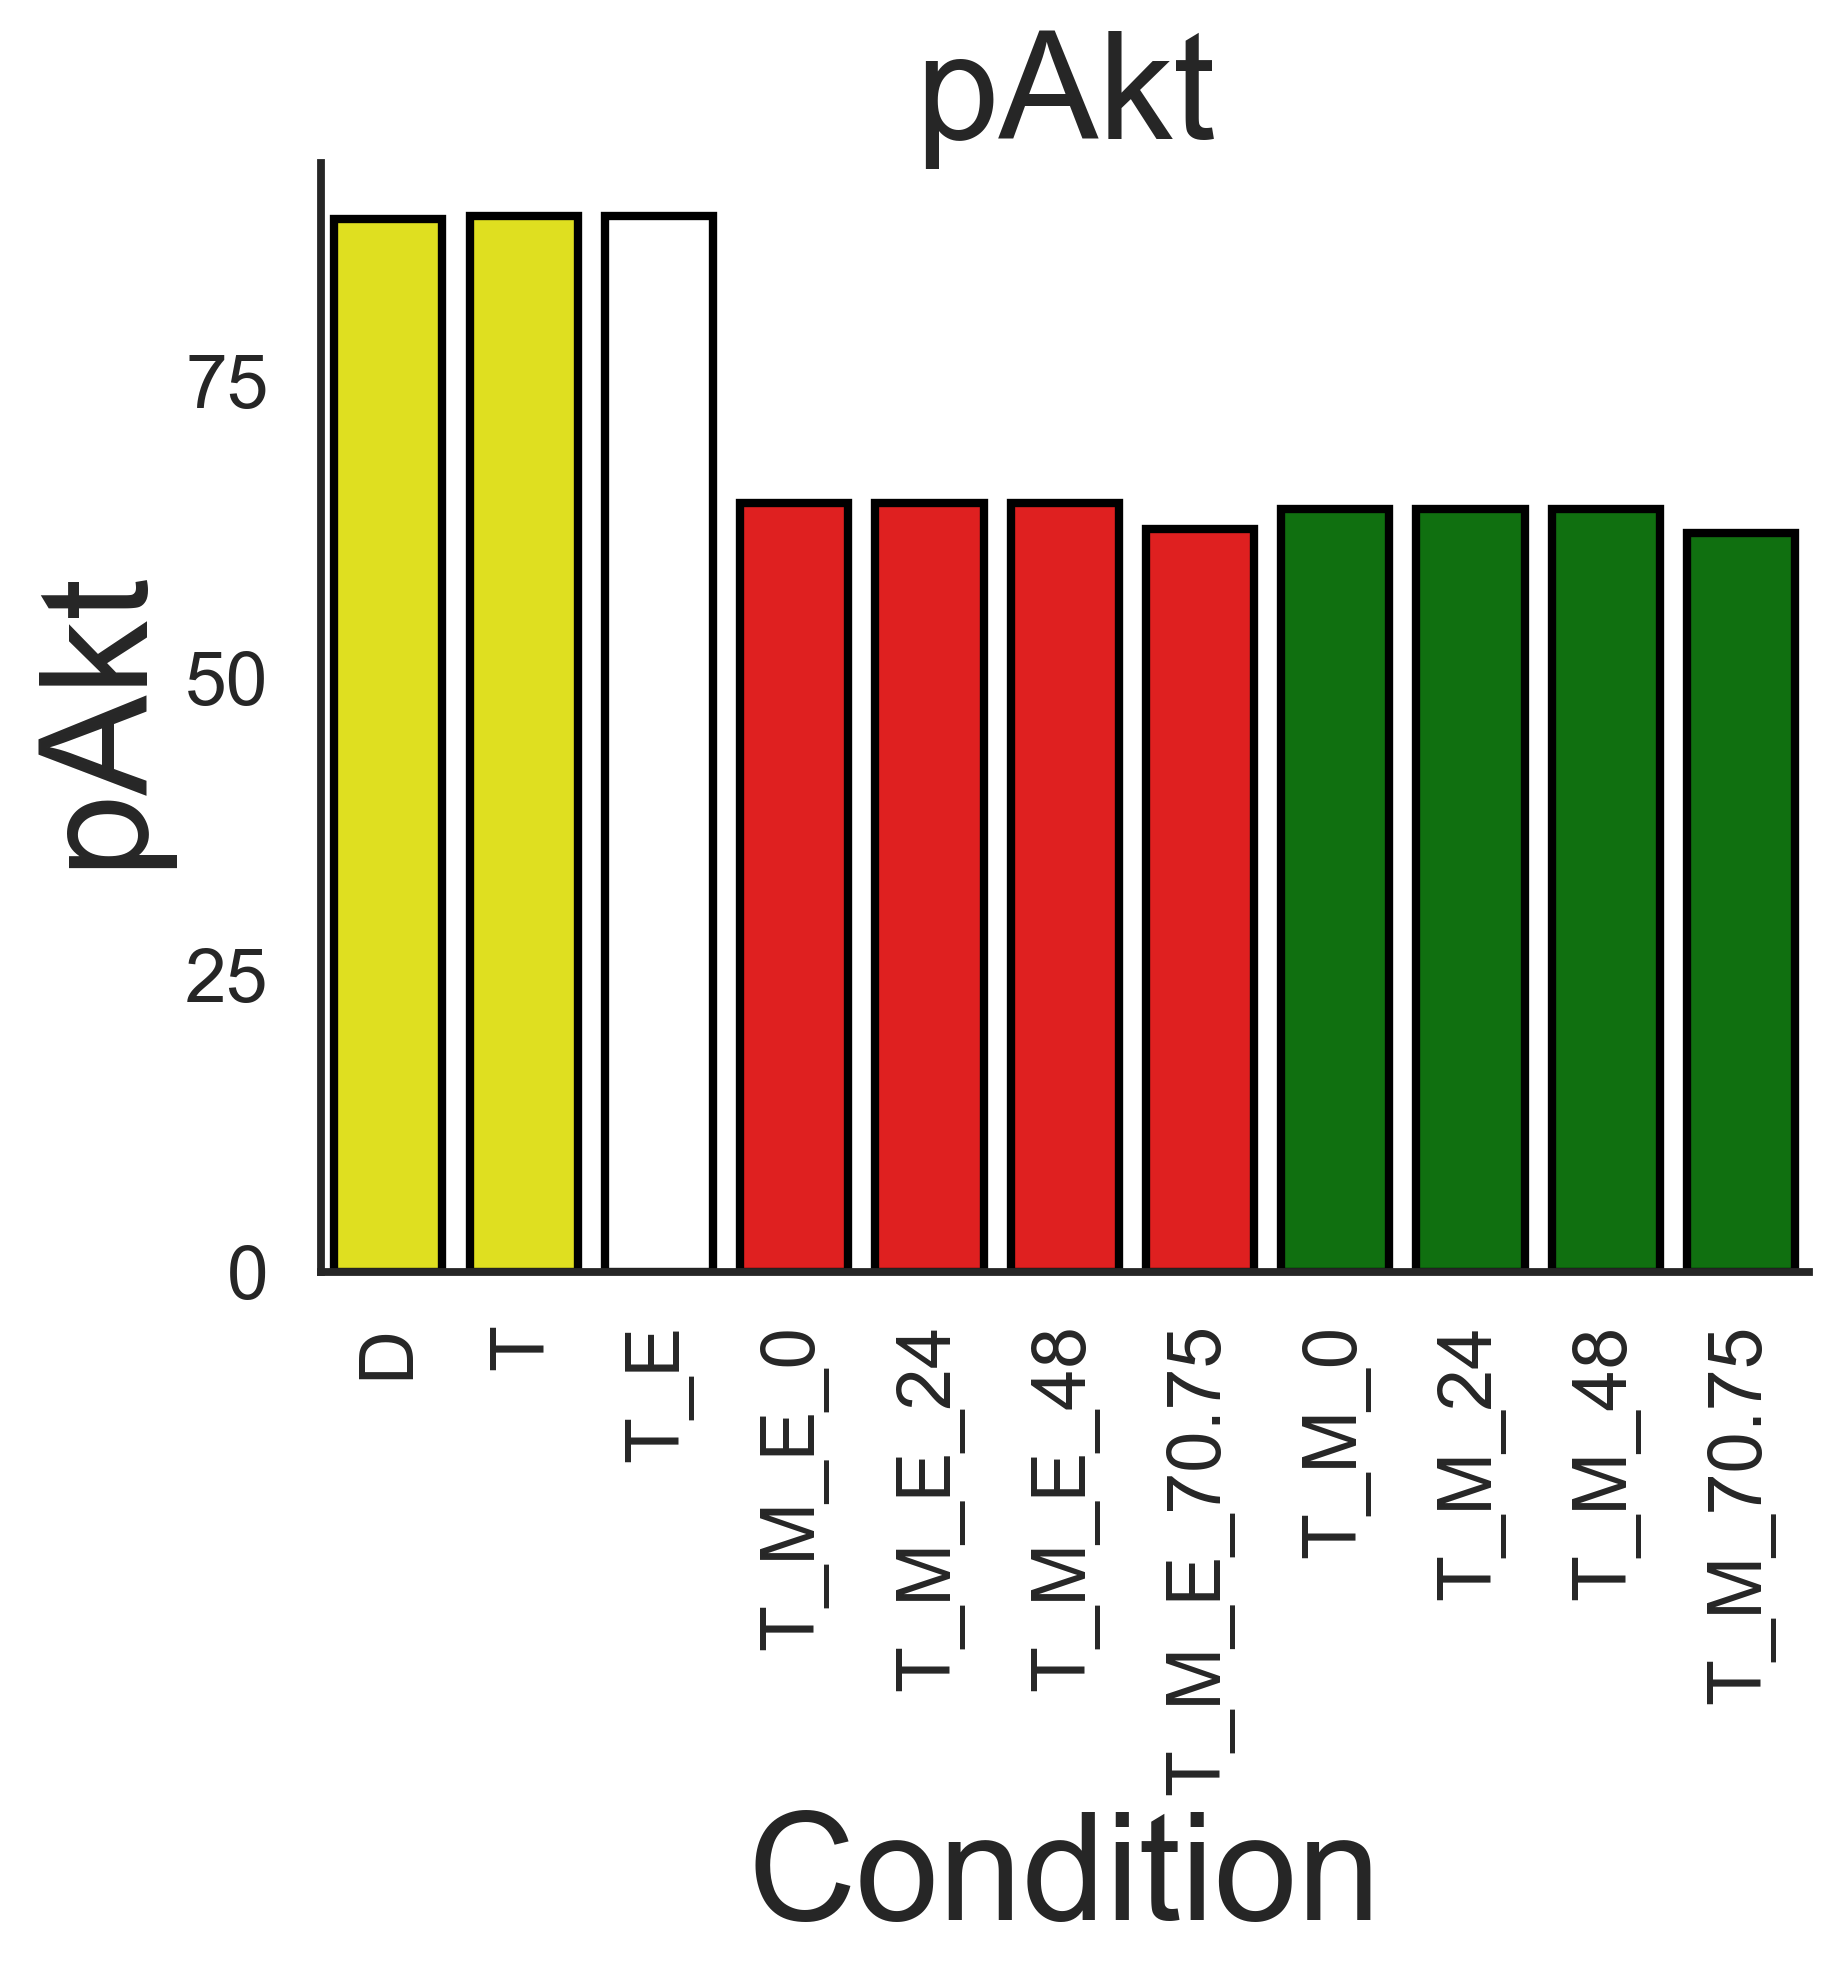 pAkt
pAkt
75
50
25
0
D
T
T_E
T_M_E_0
T_M_E_24
T_M_E_48
T_M_E_70.75
T_M_0
T_M_24
T_M_48
T_M_70.75
Condition